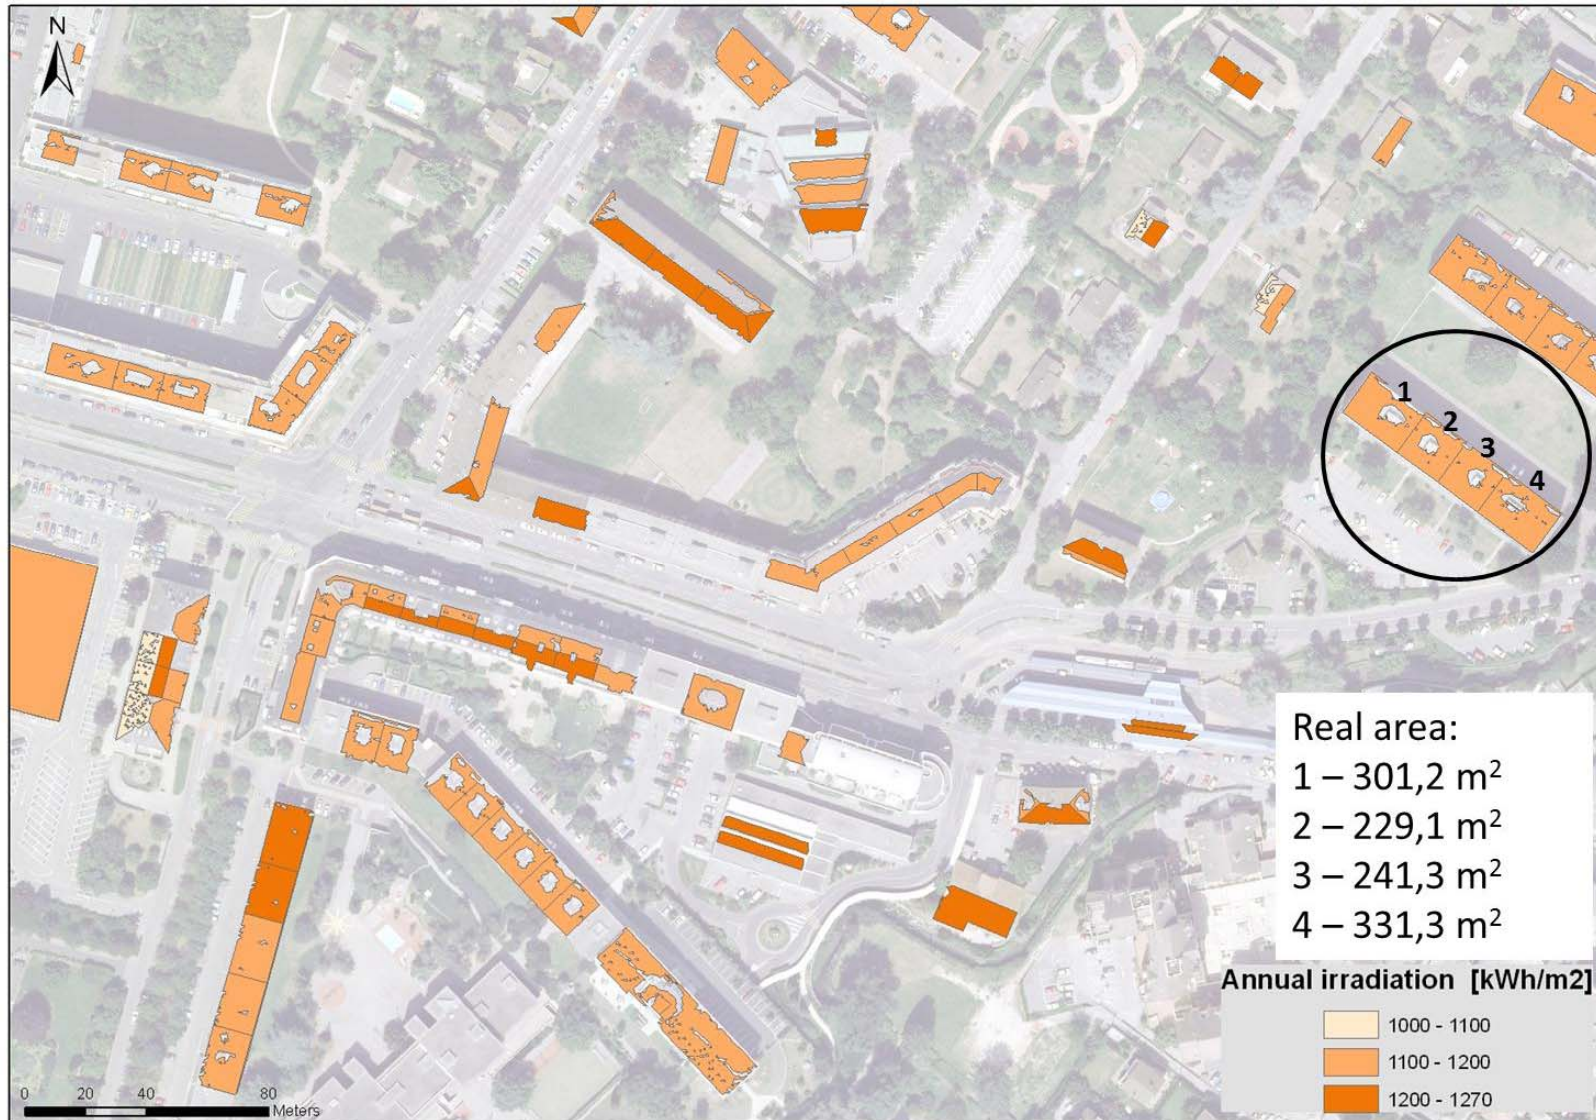 N
1
2
3
4
Real area:
1 – 301,2 m²
2 – 229,1 m²
3 – 241,3 m²
4 – 331,3 m²
Annual irradiation [kWh/m2]
1000 - 1100
1100 - 1200
1200 - 1270
0 20 40 80
Meters